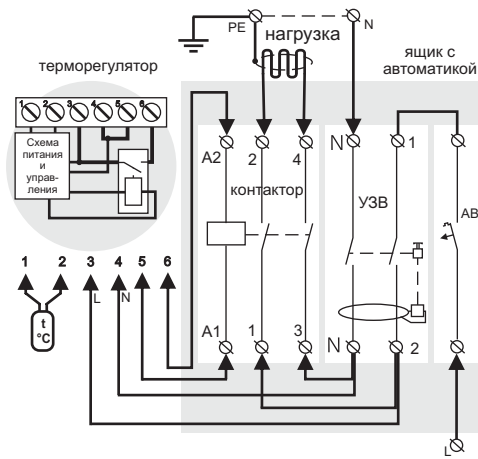 PE
N
нагрузка
ящик с
автоматикой
терморегулятор
1 2 3 4 5 6
Схема
питания
и
управ-
ления
A2 2 4 N 1
контактор
УЗВ
АВ
1 2 3 4 5 6
L N
t
°C
A1 1 3 N 2
L